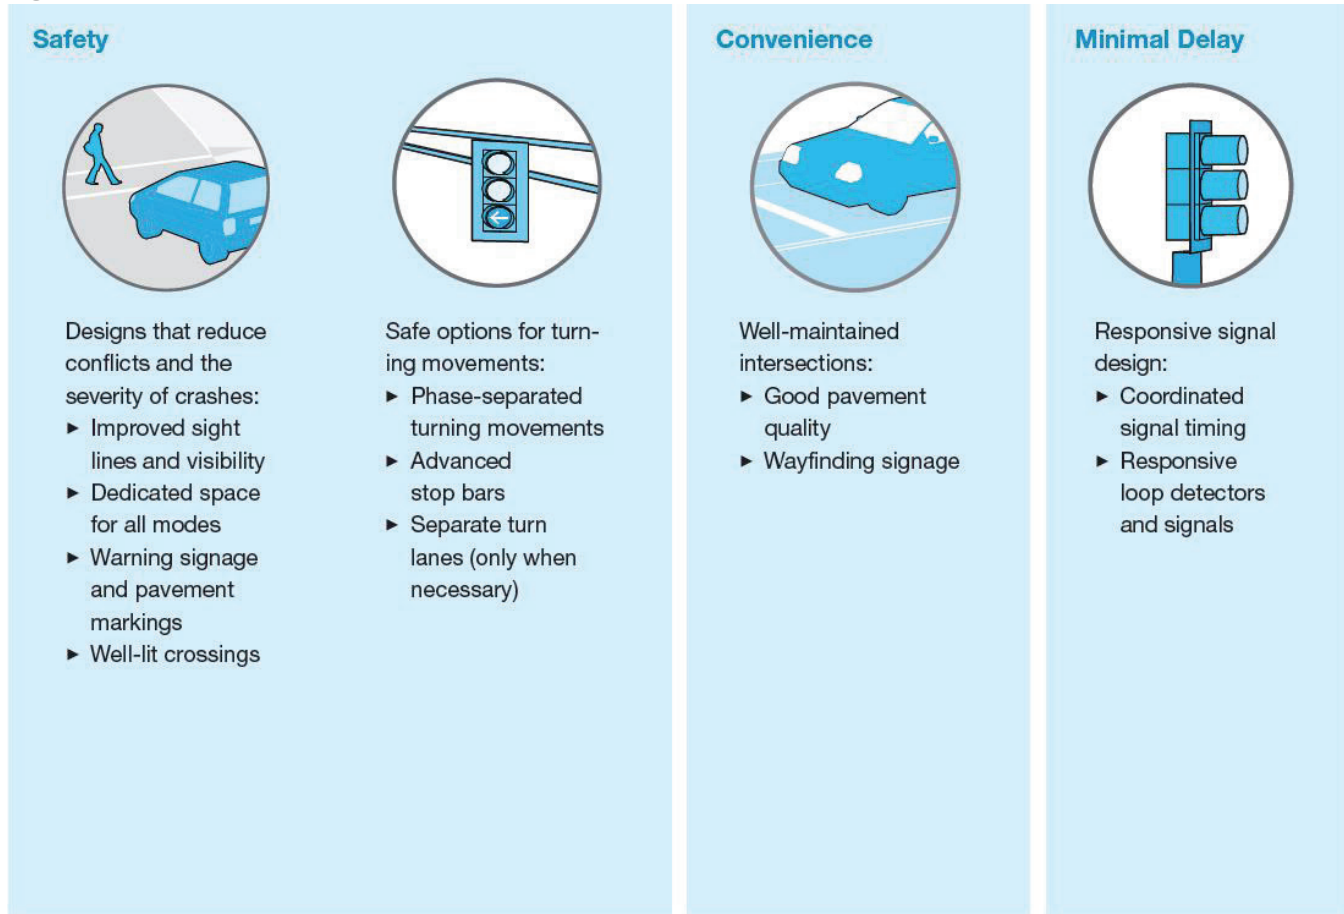 Safety
Designs that reduce
conflicts and the
severity of crashes:
► Improved sight
lines and visibility
► Dedicated space
for all modes
► Warning signage
and pavement
markings
► Well-lit crossings
Safe options for turn-
ing movements:
► Phase-separated
turning movements
► Advanced
stop bars
► Separate turn
lanes (only when
necessary)
Convenience
Well-maintained
intersections:
► Good pavement
quality
► Wayfinding signage
Minimal Delay
Responsive signal
design:
► Coordinated
signal timing
► Responsive
loop detectors
and signals